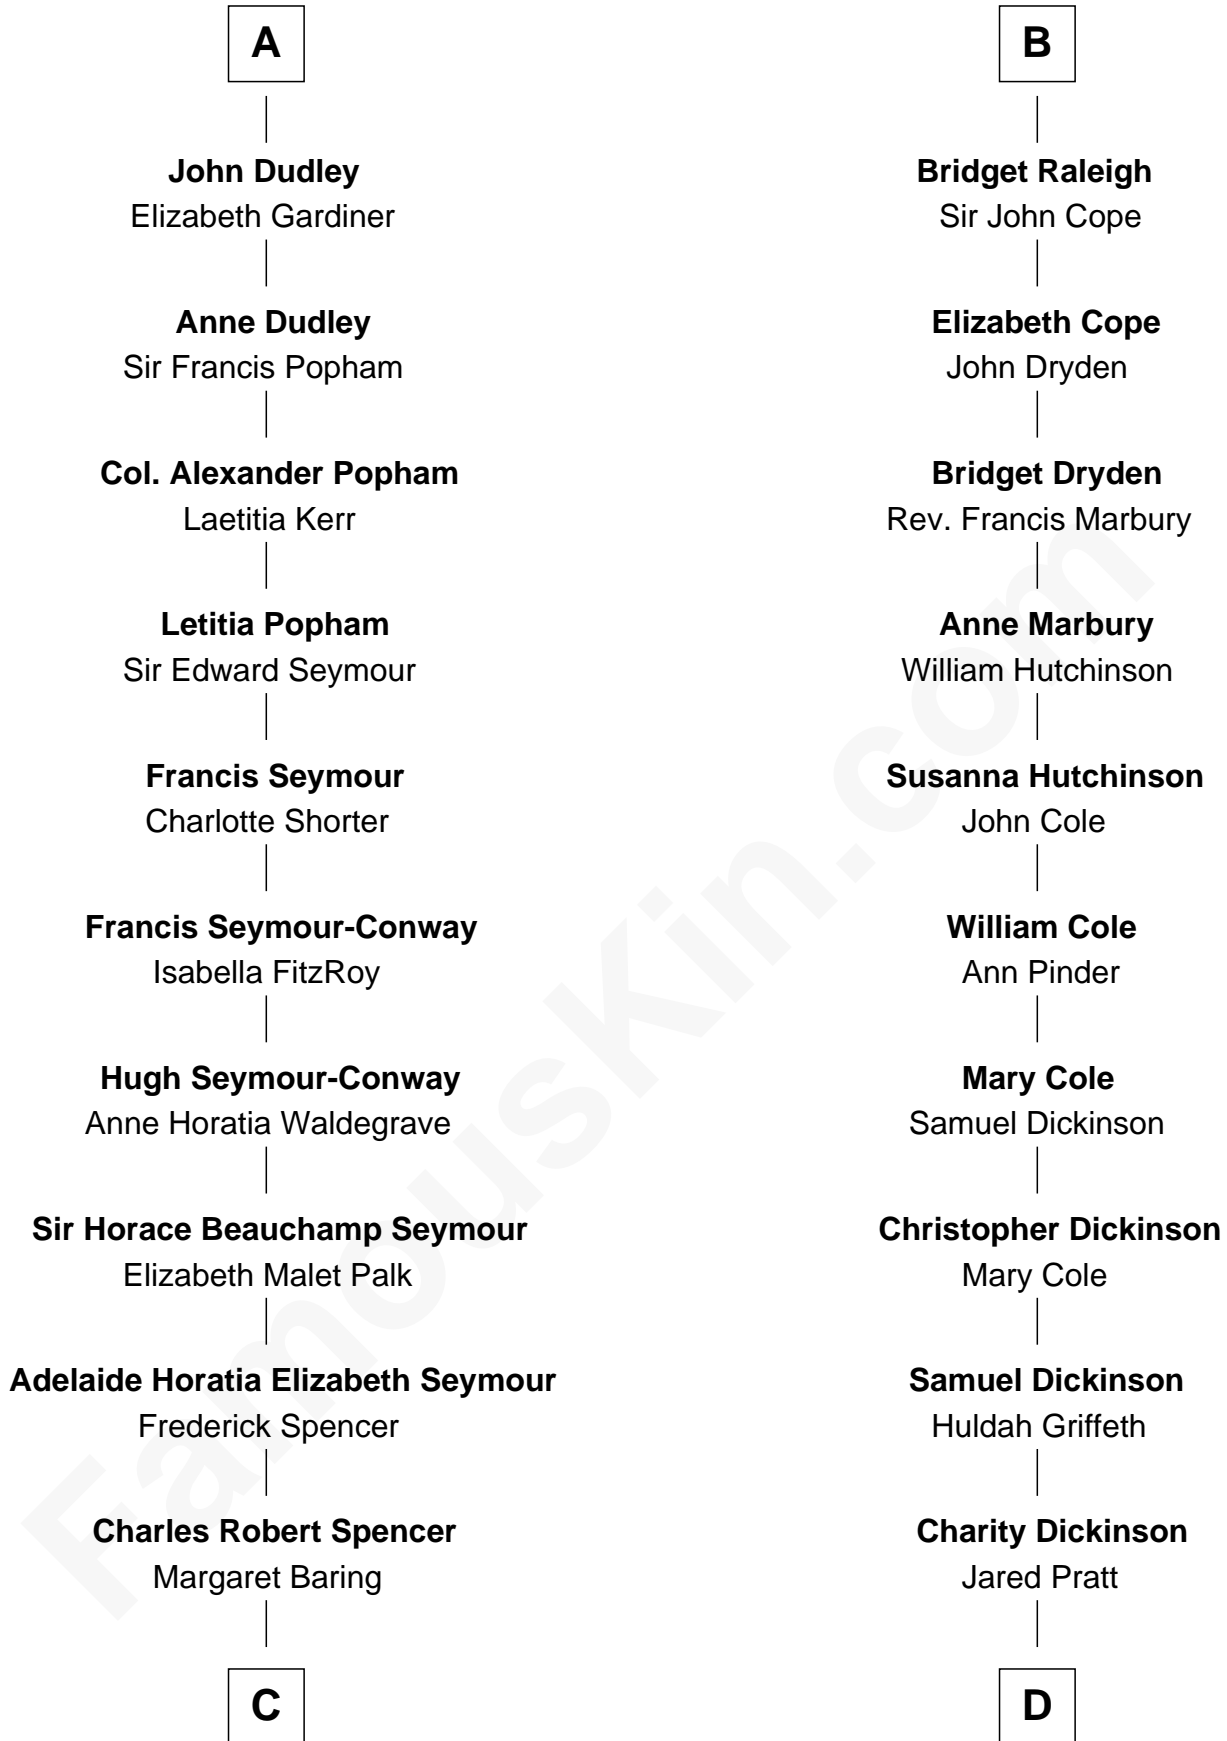 A
John Dudley
Elizabeth Gardiner
Anne Dudley
Sir Francis Popham
Col. Alexander Popham
Laetitia Kerr
Letitia Popham
Sir Edward Seymour
Francis Seymour
Charlotte Shorter
Francis Seymour-Conway
Isabella FitzRoy
Hugh Seymour-Conway
Anne Horatia Waldegrave
Sir Horace Beauchamp Seymour
Elizabeth Malet Palk
Adelaide Horatia Elizabeth Seymour
Frederick Spencer
Charles Robert Spencer
Margaret Baring
C
B
Bridget Raleigh
Sir John Cope
Elizabeth Cope
John Dryden
Bridget Dryden
Rev. Francis Marbury
Anne Marbury
William Hutchinson
Susanna Hutchinson
John Cole
William Cole
Ann Pinder
Mary Cole
Samuel Dickinson
Christopher Dickinson
Mary Cole
Samuel Dickinson
Huldah Griffeth
Charity Dickinson
Jared Pratt
D
FamousKin.com